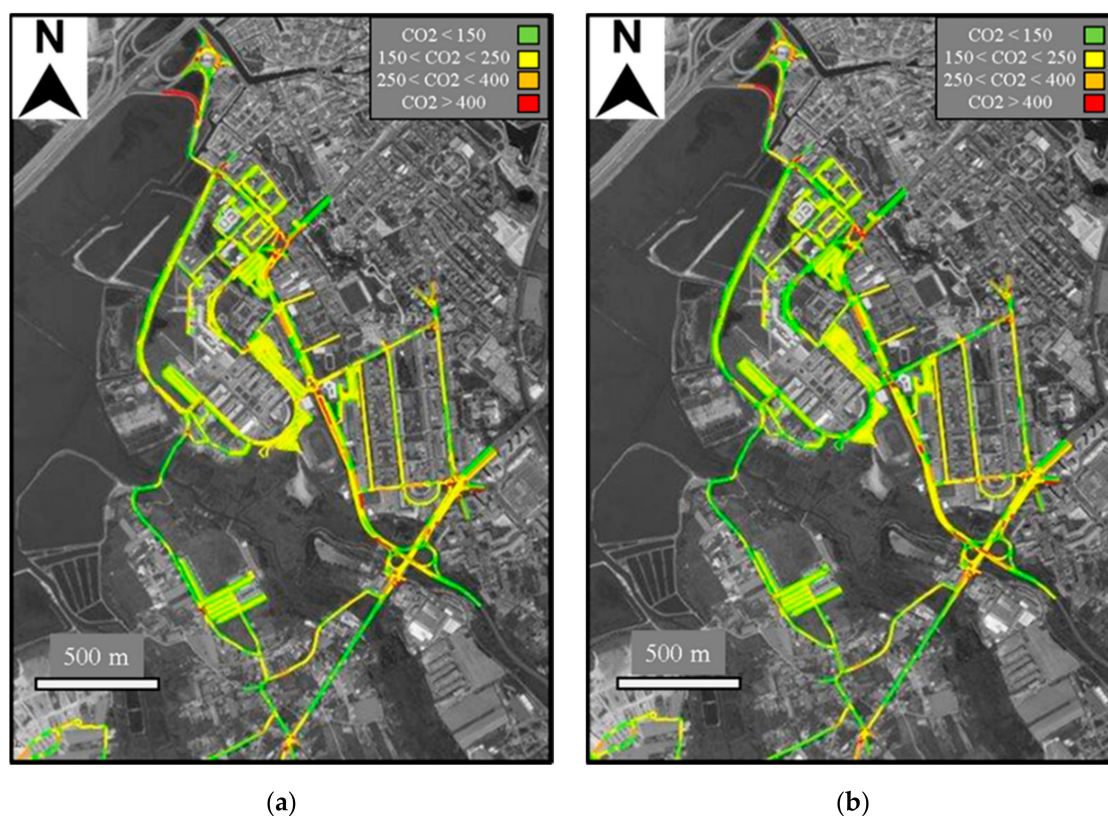 N
CO2 < 150
150< CO2 < 250
250< CO2 < 400
CO2 > 400
500 m
N
CO2 < 150
150< CO2 < 250
250< CO2 < 400
CO2 > 400
500 m
(a)
(b)